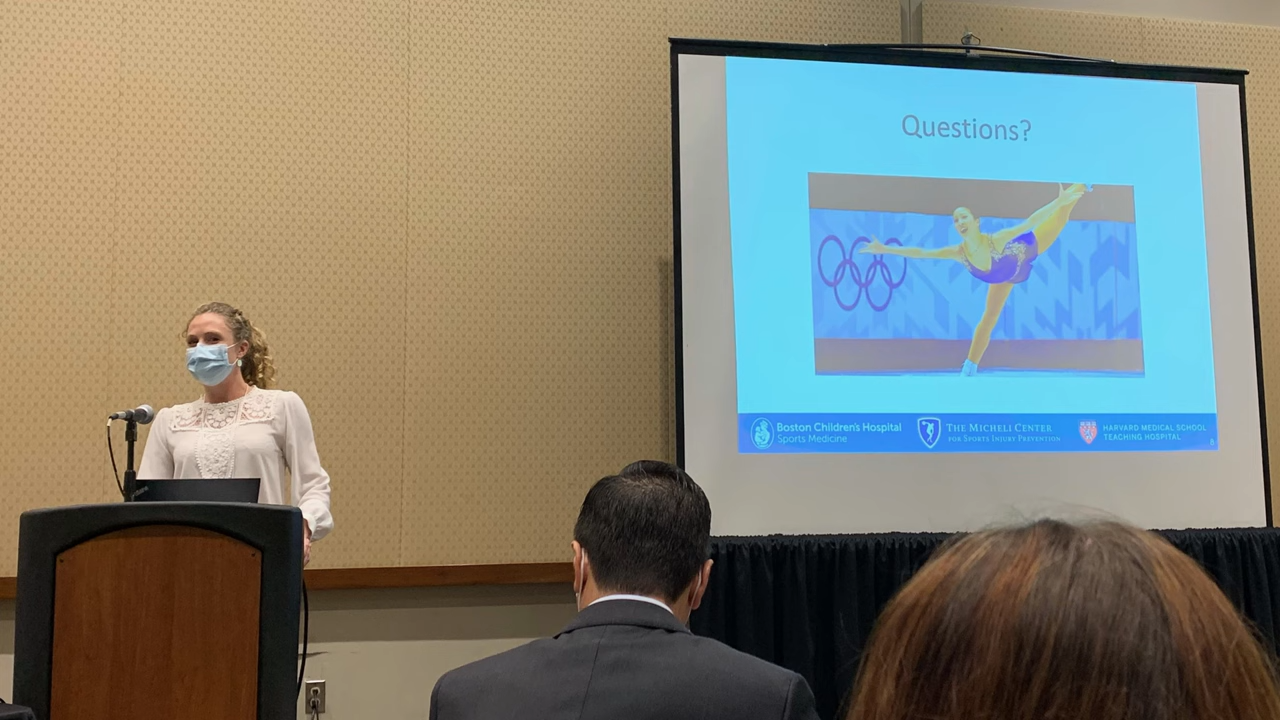 Questions?
Boston Children's Hospital
Sports Medicine
THE MICHELI CENTER
FOR SPORTS INJURY PREVENTION
HARVARD MEDICAL SCHOOL
TEACHING HOSPITAL